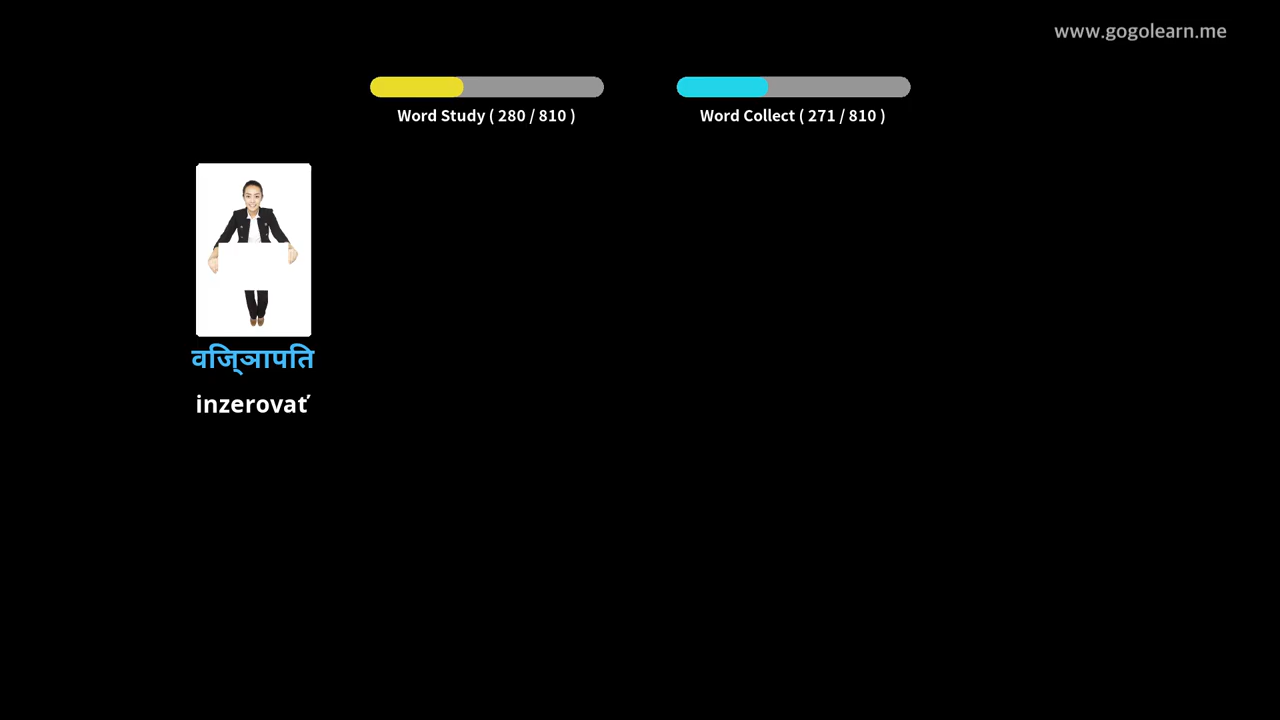 www.gogolearn.me
Word Study ( 280 / 810 )
Word Collect ( 271 / 810 )
वज्ञिापति
inzerovať